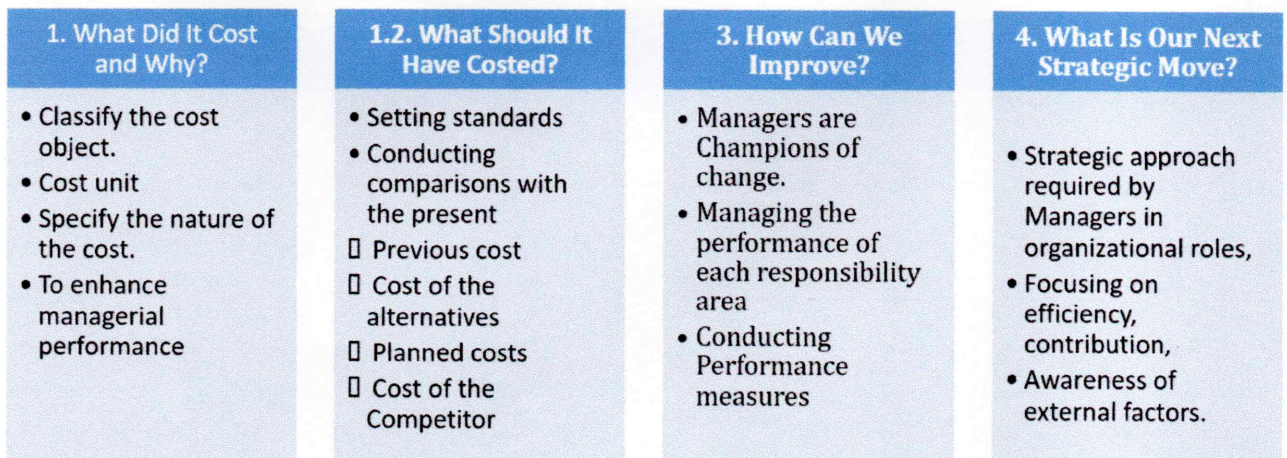 1. What Did It Cost
and Why?
• Classify the cost
object.
• Cost unit
• Specify the nature of
the cost.
• To enhance
managerial
performance
1.2. What Should It
Have Costed?
• Setting standards
• Conducting
comparisons with
the present
▯ Previous cost
▯ Cost of the
alternatives
▯ Planned costs
▯ Cost of the
Competitor
3. How Can We
Improve?
• Managers are
Champions of
change.
• Managing the
performance of
each responsibility
area
• Conducting
Performance
measures
4. What Is Our Next
Strategic Move?
• Strategic approach
required by
Managers in
organizational roles,
• Focusing on
efficiency,
contribution,
• Awareness of
external factors.